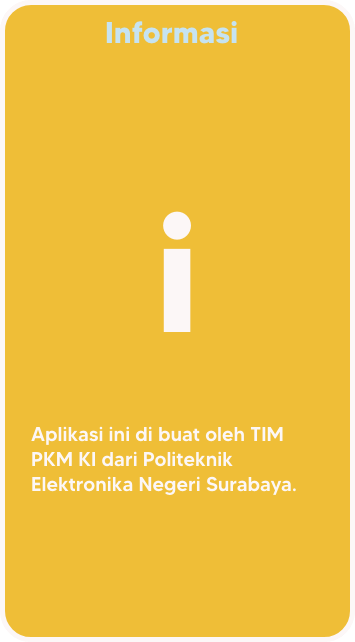 Informasi
i
Aplikasi ini di buat oleh TIM
PKM KI dari Politeknik
Elektronika Negeri Surabaya.